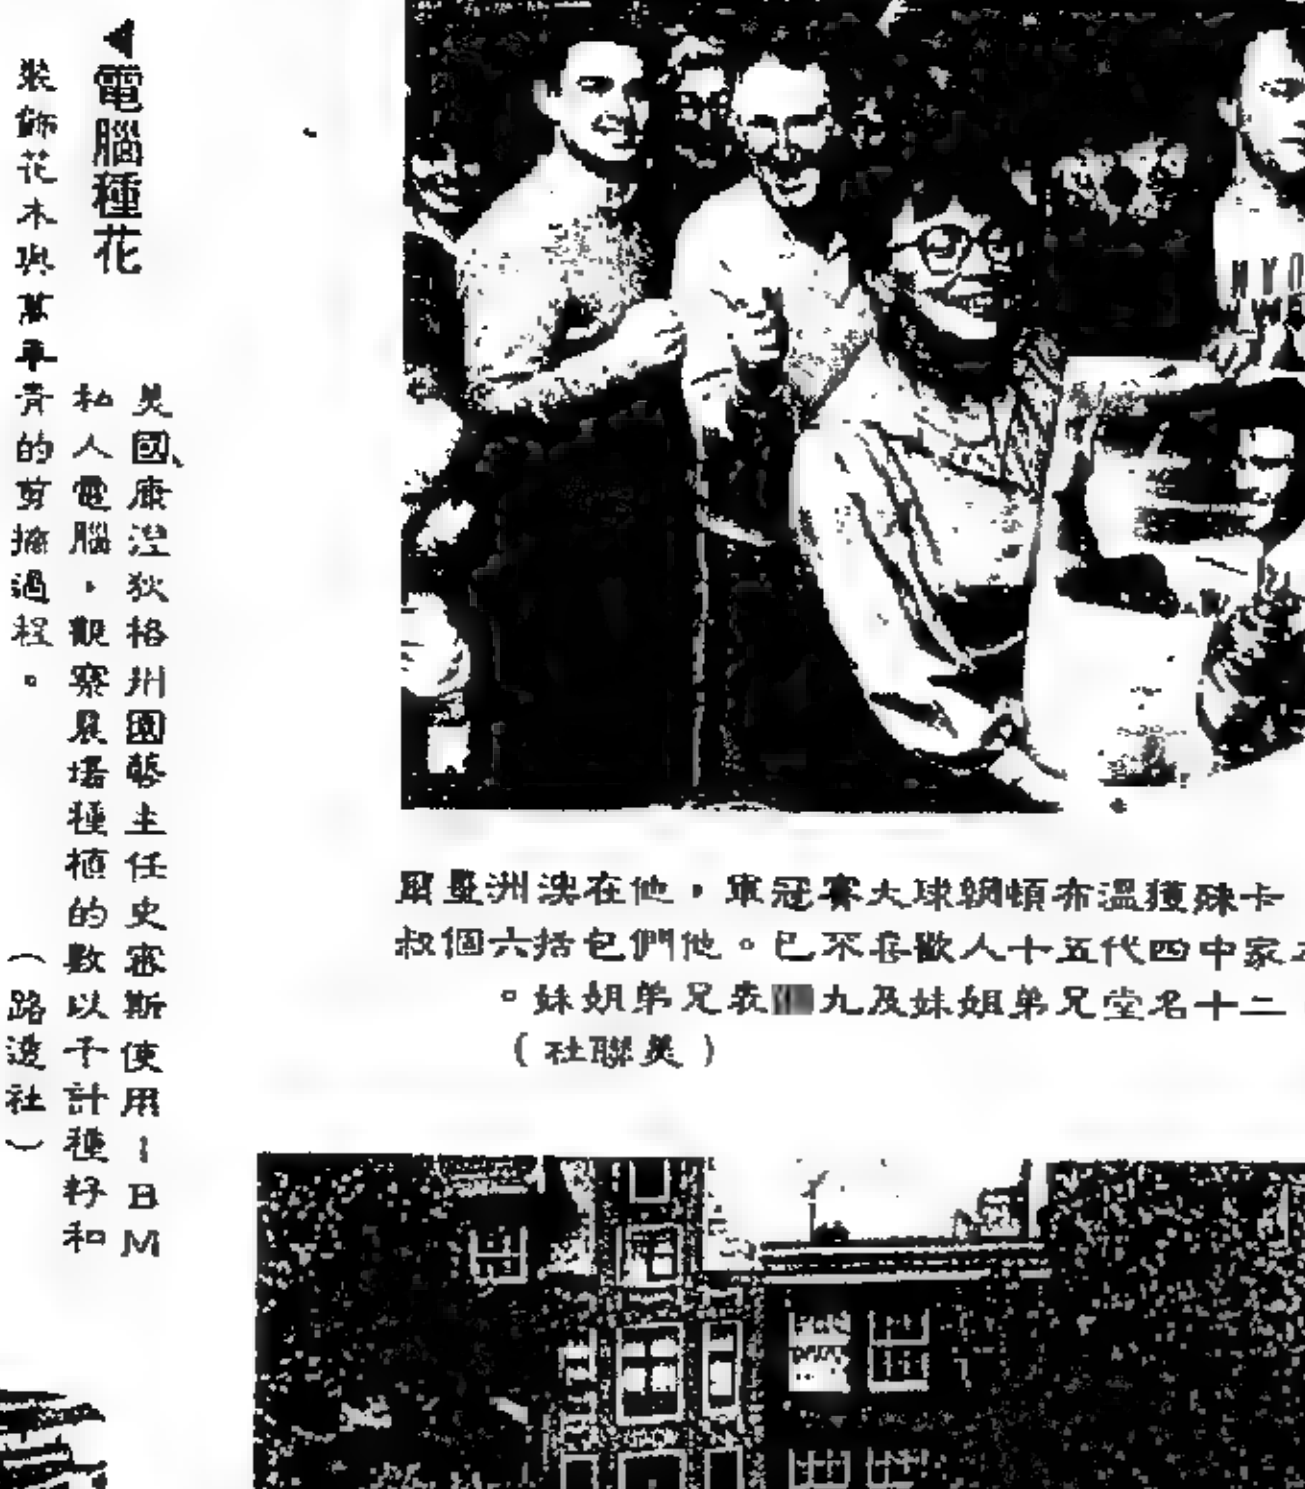 ◀電腦種花
美國康涅狄格州園藝主任史密斯使用IBM
私人電腦，觀察農場種植的數以千計種籽和
裝飾花木與萬年青的剪過程。（路透社）
卡殊獲溫布頓網球大賽冠軍，他在澳洲墨爾
家中四代五十人歡喜不已。他們包括六個叔
二十名堂兄弟姐妹及九表兄弟姐妹。
（美聯社）